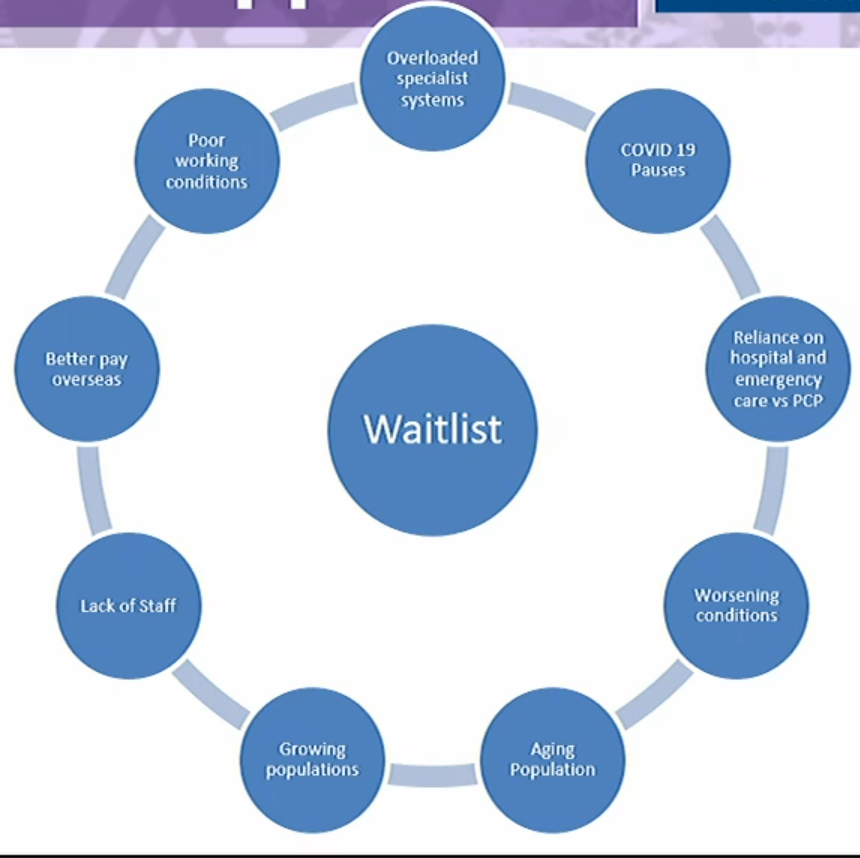 Overloaded
specialist
systems
COVID 19
Pauses
Reliance on
hospital and
emergency
care vs PCP
Worsening
conditions
Aging
Population
Growing
populations
Lack of Staff
Better pay
overseas
Poor
working
conditions
Waitlist